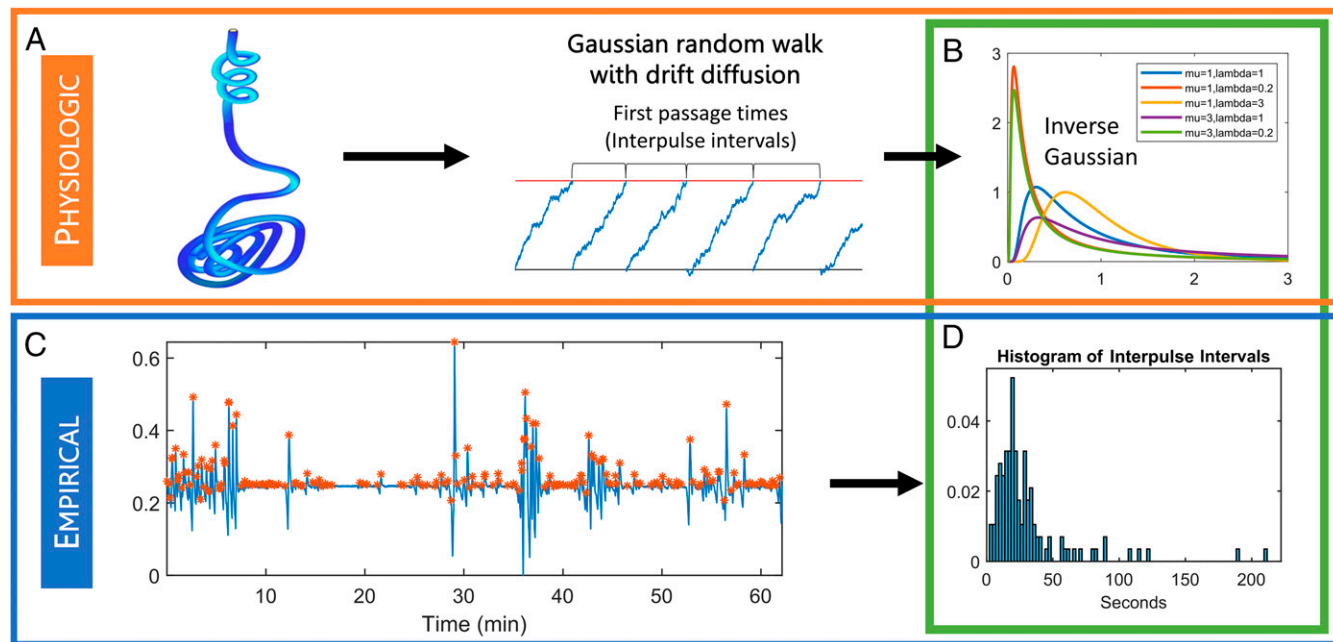 A
PHYSIOLOGIC
Gaussian random walk
with drift diffusion
First passage times
(Interpulse intervals)
B
3
2
1
0
0
1
2
3
mu=1,lambda=1
mu=1,lambda=0.2
mu=1,lambda=3
mu=3,lambda=1
mu=3,lambda=0.2
Inverse
Gaussian
C
EMPIRICAL
0.6
0.4
0.2
0
10
20
30
40
50
60
Time (min)
D
Histogram of Interpulse Intervals
0.04
0.02
0
0
50
100
150
200
Seconds